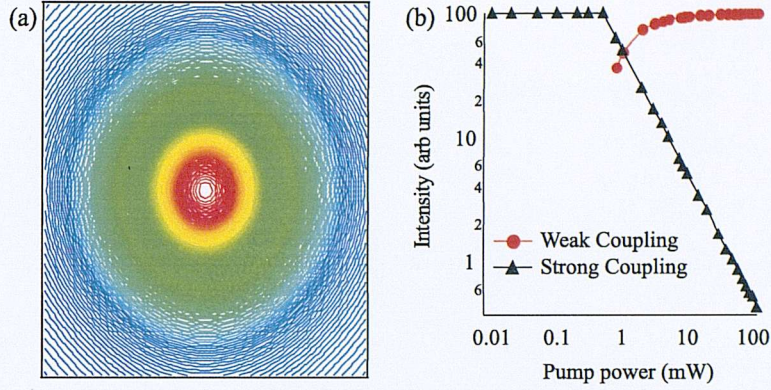 (a)
(b)
100
6
4
2
10
6
4
2
1
6
Intensity (arb units)
Weak Coupling
Strong Coupling
0.01
0.1
1
10
100
Pump power (mW)